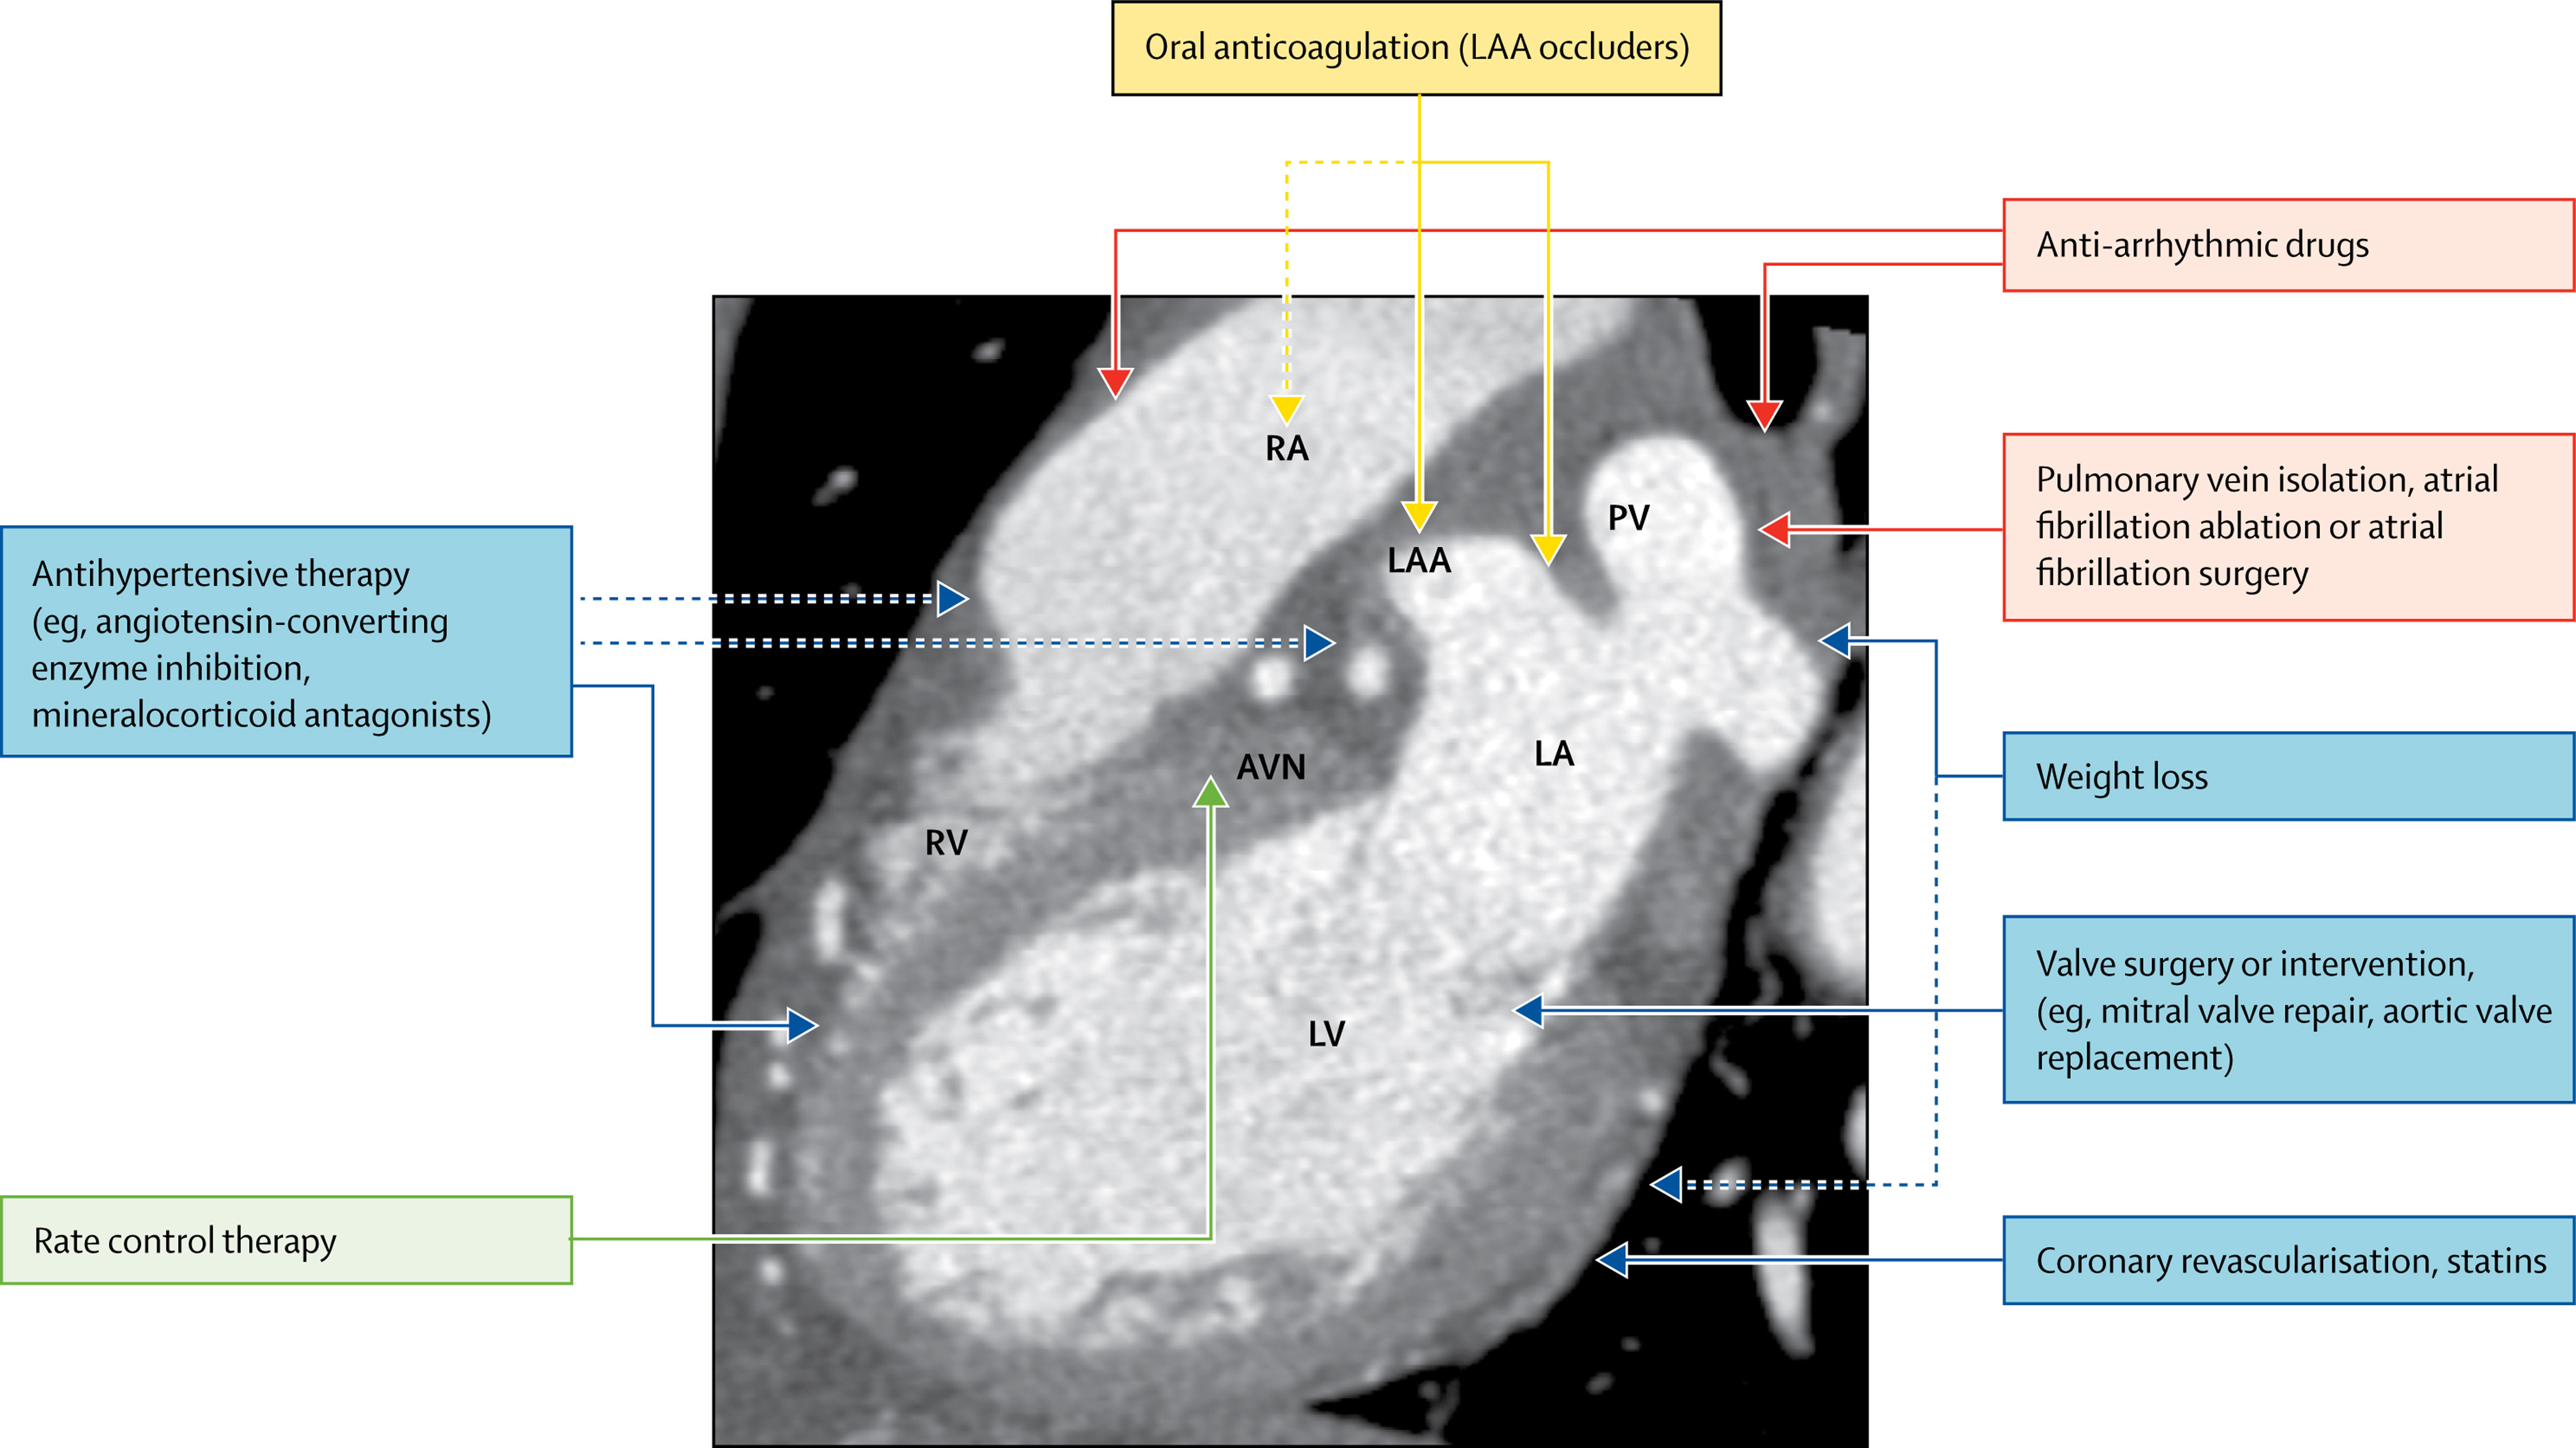 Oral anticoagulation (LAA occluders)
Anti-arrhythmic drugs
RA
Pulmonary vein isolation, atrial
fibrillation ablation or atrial
fibrillation surgery
PV
LAA
Antihypertensive therapy
(eg, angiotensin-converting
enzyme inhibition,
mineralocorticoid antagonists)
AVN
LA
Weight loss
RV
Valve surgery or intervention,
(eg, mitral valve repair, aortic valve
replacement)
LV
Rate control therapy
Coronary revascularisation, statins